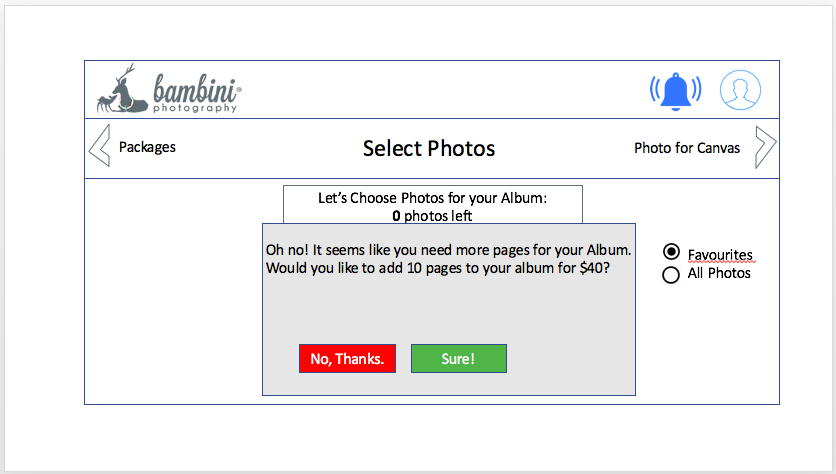 bambini®
photography
Packages
Select Photos
Photo for Canvas
Let's Choose Photos for your Album:
0 photos left
Oh no! It seems like you need more pages for your Album.
Would you like to add 10 pages to your album for $40?
Favourites
All Photos
No, Thanks.
Sure!